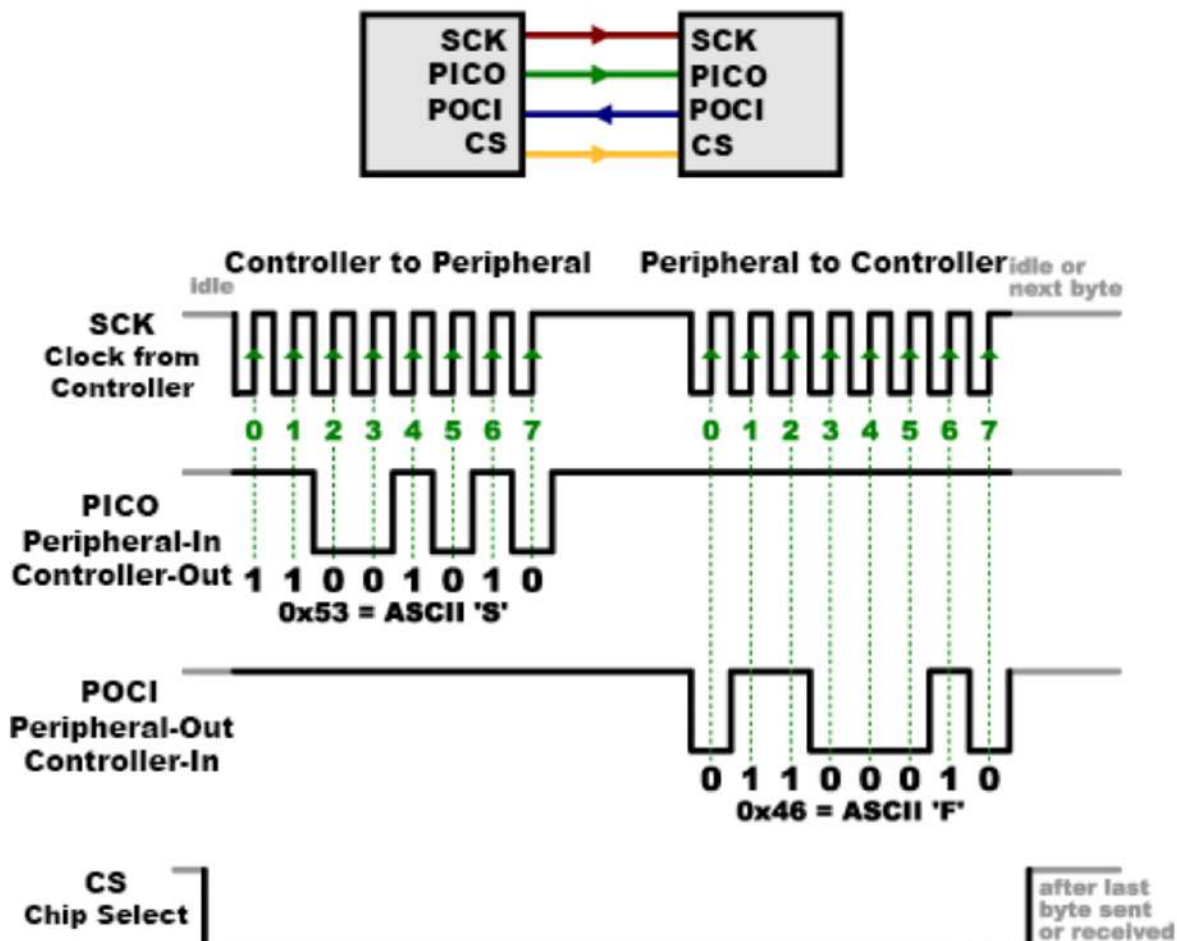 SCK SCK
PICO PICO
POCI POCI
CS CS
Controller to Peripheral Peripheral to Controller
idle idle or
next byte
SCK
Clock from
Controller
0 1 2 3 4 5 6 7 0 1 2 3 4 5 6 7
PICO
Peripheral-In
Controller-Out 1 1 0 0 1 0 1 0
0x53 = ASCII 'S'
POCI
Peripheral-Out
Controller-In
0 1 1 0 0 0 1 0
0x46 = ASCII 'F'
CS
Chip Select
after last
byte sent
or received